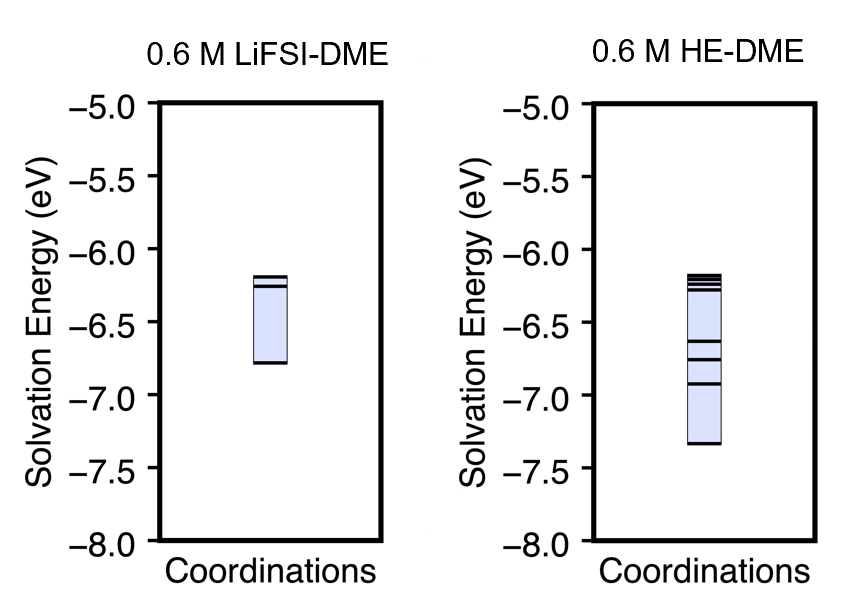 0.6 M LiFSI-DME
Solvation Energy (eV)
−5.0
−5.5
−6.0
−6.5
−7.0
−7.5
−8.0
Coordinations
0.6 M HE-DME
Solvation Energy (eV)
−5.0
−5.5
−6.0
−6.5
−7.0
−7.5
−8.0
Coordinations